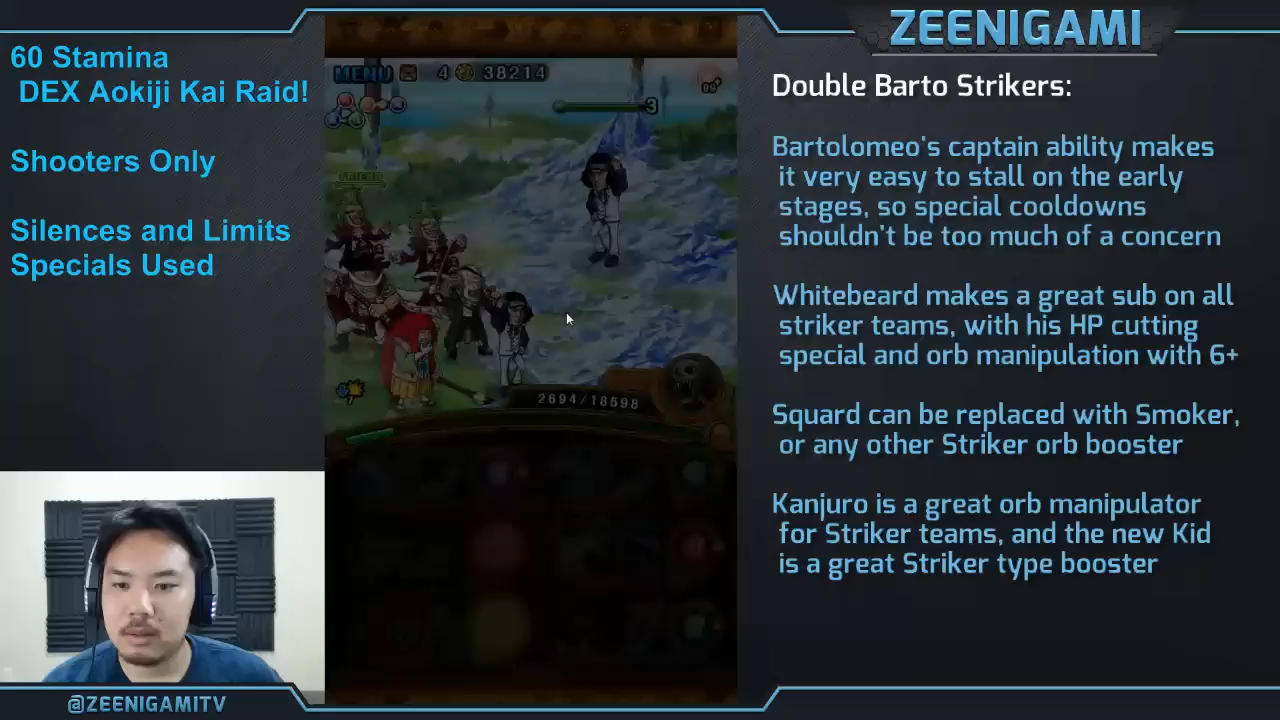 60 Stamina
DEX Aokiji Kai Raid!
Shooters Only
Silences and Limits
Specials Used
MENU 4 38214
3
2694/18598
ZEENIGAMI
Double Barto Strikers:
Bartolomeo's captain ability makes
it very easy to stall on the early
stages, so special cooldowns
shouldn't be too much of a concern
Whitebeard makes a great sub on all
striker teams, with his HP cutting
special and orb manipulation with 6+
Squard can be replaced with Smoker,
or any other Striker orb booster
Kanjuro is a great orb manipulator
for Striker teams, and the new Kid
is a great Striker type booster
@ZEENIGAMITV